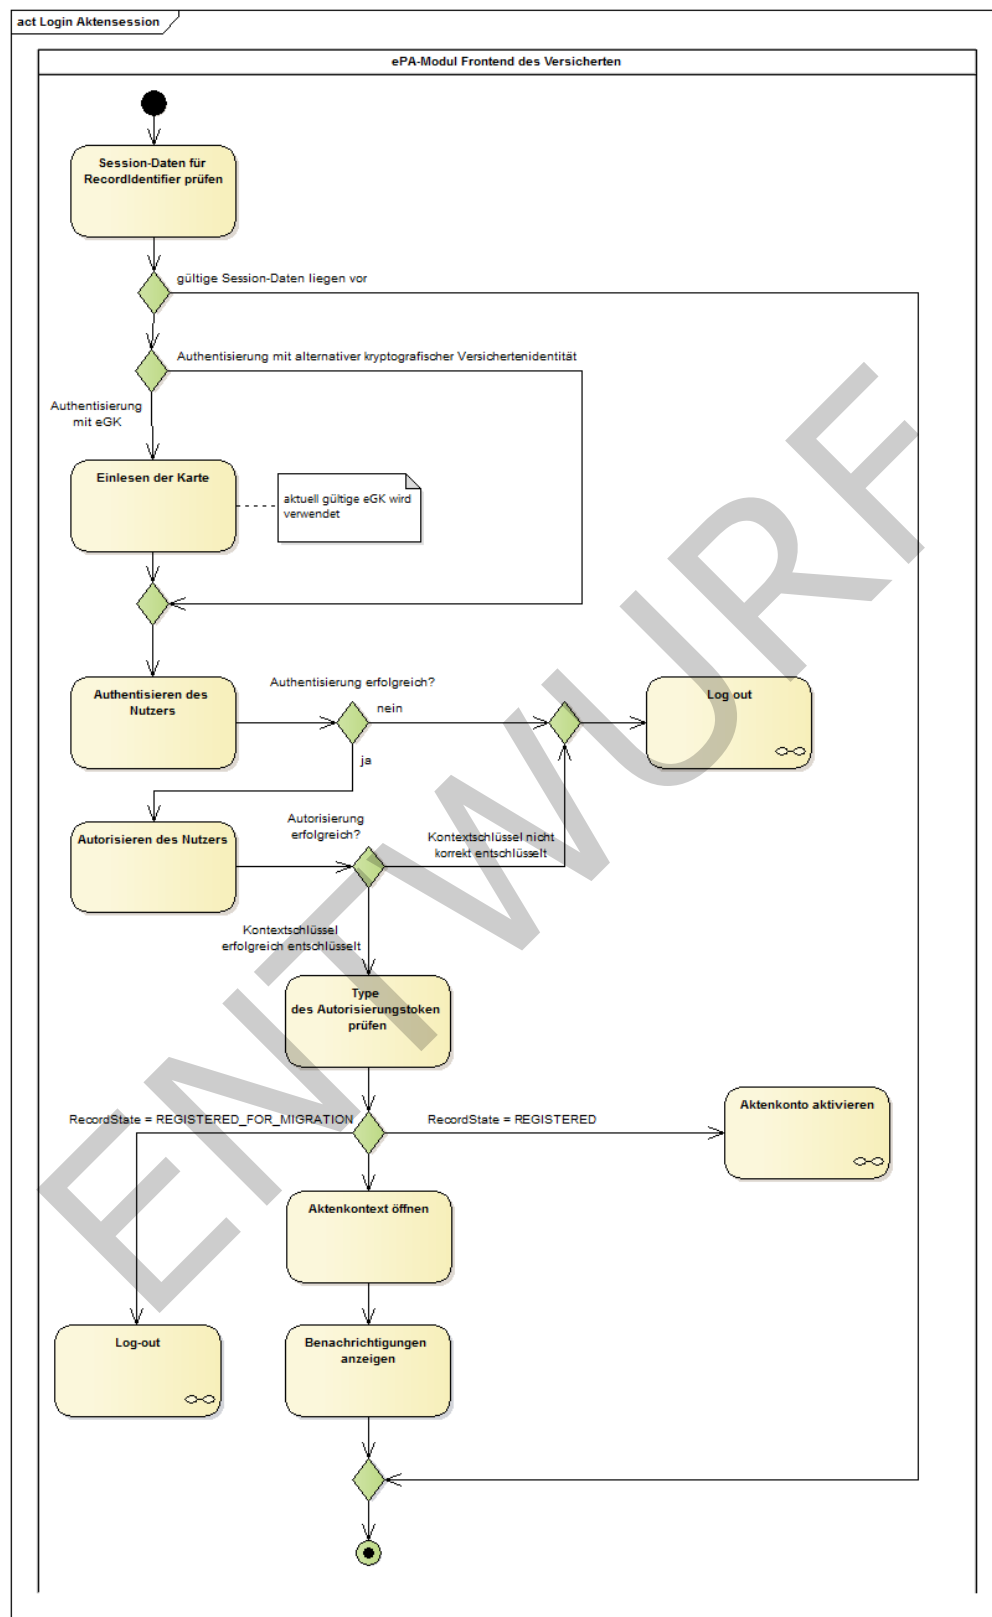 act Login Aktensession
ePA-Modul Frontend des Versicherten
Session-Daten für
RecordIdentifier prüfen
gültige Session-Daten liegen vor
Authentisierung mit alternativer kryptografischer Versichertenidentität
Authentisierung
mit eGK
Einlesen der Karte
aktuell gültige eGK wird
verwendet
Authentisieren des
Nutzers
Authentisierung erfolgreich?
nein
ja
Log out
Autorisieren des Nutzers
Autorisierung
erfolgreich?
Kontextschlüssel nicht
korrekt entschlüsselt
Kontextschlüssel
erfolgreich entschlüsselt
Type
des Autorisierungstoken
prüfen
RecordState = REGISTERED_FOR_MIGRATION
RecordState = REGISTERED
Aktenkonto aktivieren
Aktenkontext öffnen
Log-out
Benachrichtigungen
anzeigen
ENTWURF